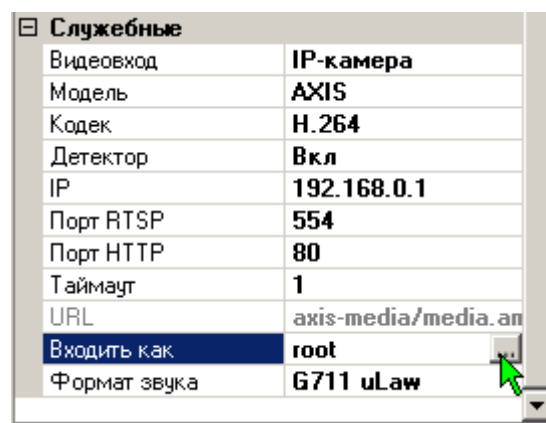 Служебные
Видеовход IP-камера
Модель AXIS
Кодек H.264
Детектор Вкл
IP 192.168.0.1
Порт RTSP 554
Порт HTTP 80
Таймаут 1
URL axis-media/media.am
Входить как root ...
Формат звука G711 uLaw